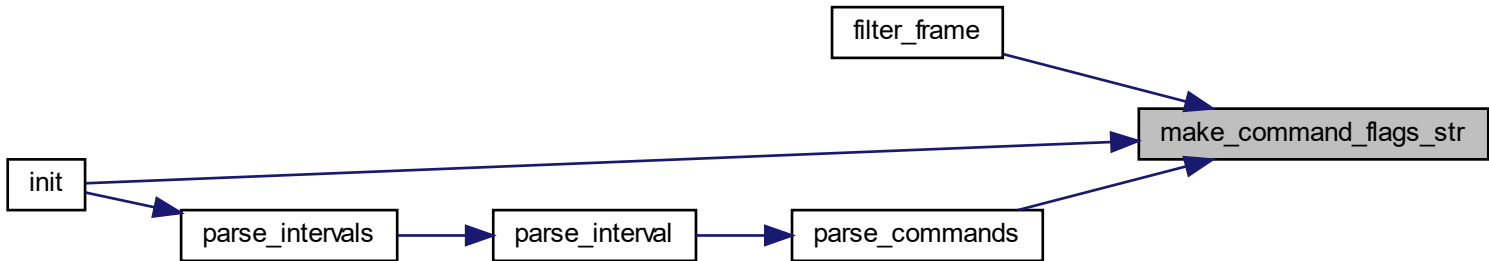 filter_frame
make_command_flags_str
init
parse_intervals
parse_interval
parse_commands